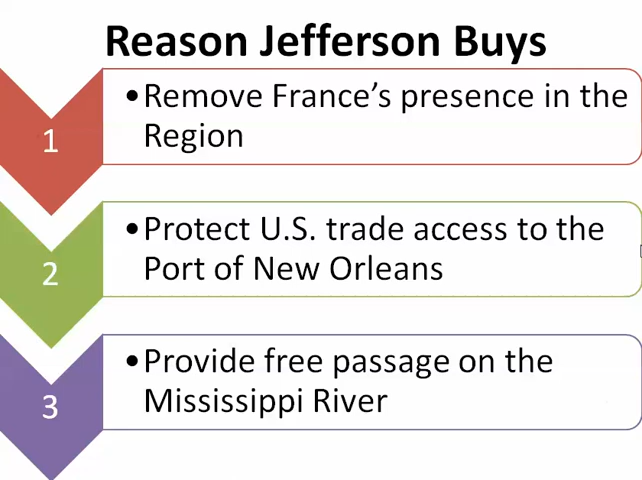 Reason Jefferson Buys
1
•Remove France’s presence in the
Region
2
•Protect U.S. trade access to the
Port of New Orleans
3
•Provide free passage on the
Mississippi River